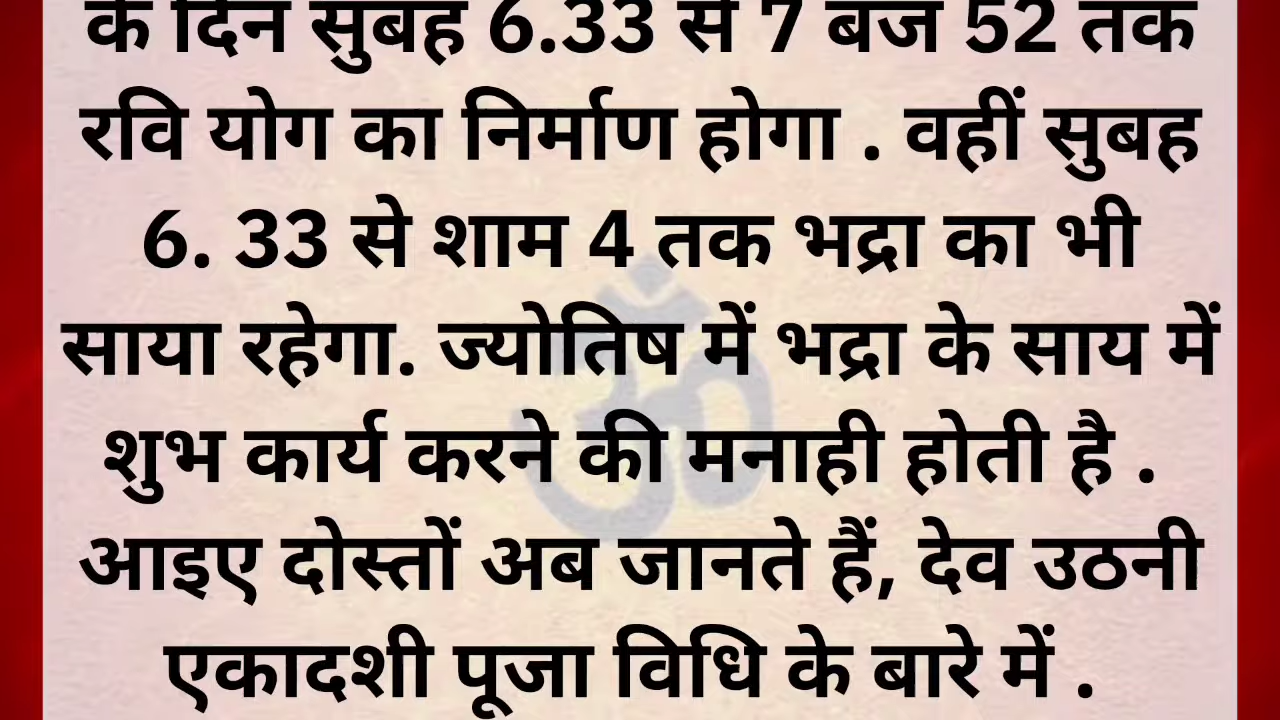 के दिन सुबह 6.33 से 7 बजे 52 तक
रवि योग का निर्माण होगा . वहीं सुबह
6. 33 से शाम 4 तक भद्रा का भी
साया रहेगा. ज्योतिष में भद्रा के साय में
शुभ कार्य करने की मनाही होती है .
आइए दोस्तों अब जानते हैं, देव उठनी
एकादशी पूजा विधि के बारे में .
ॐ